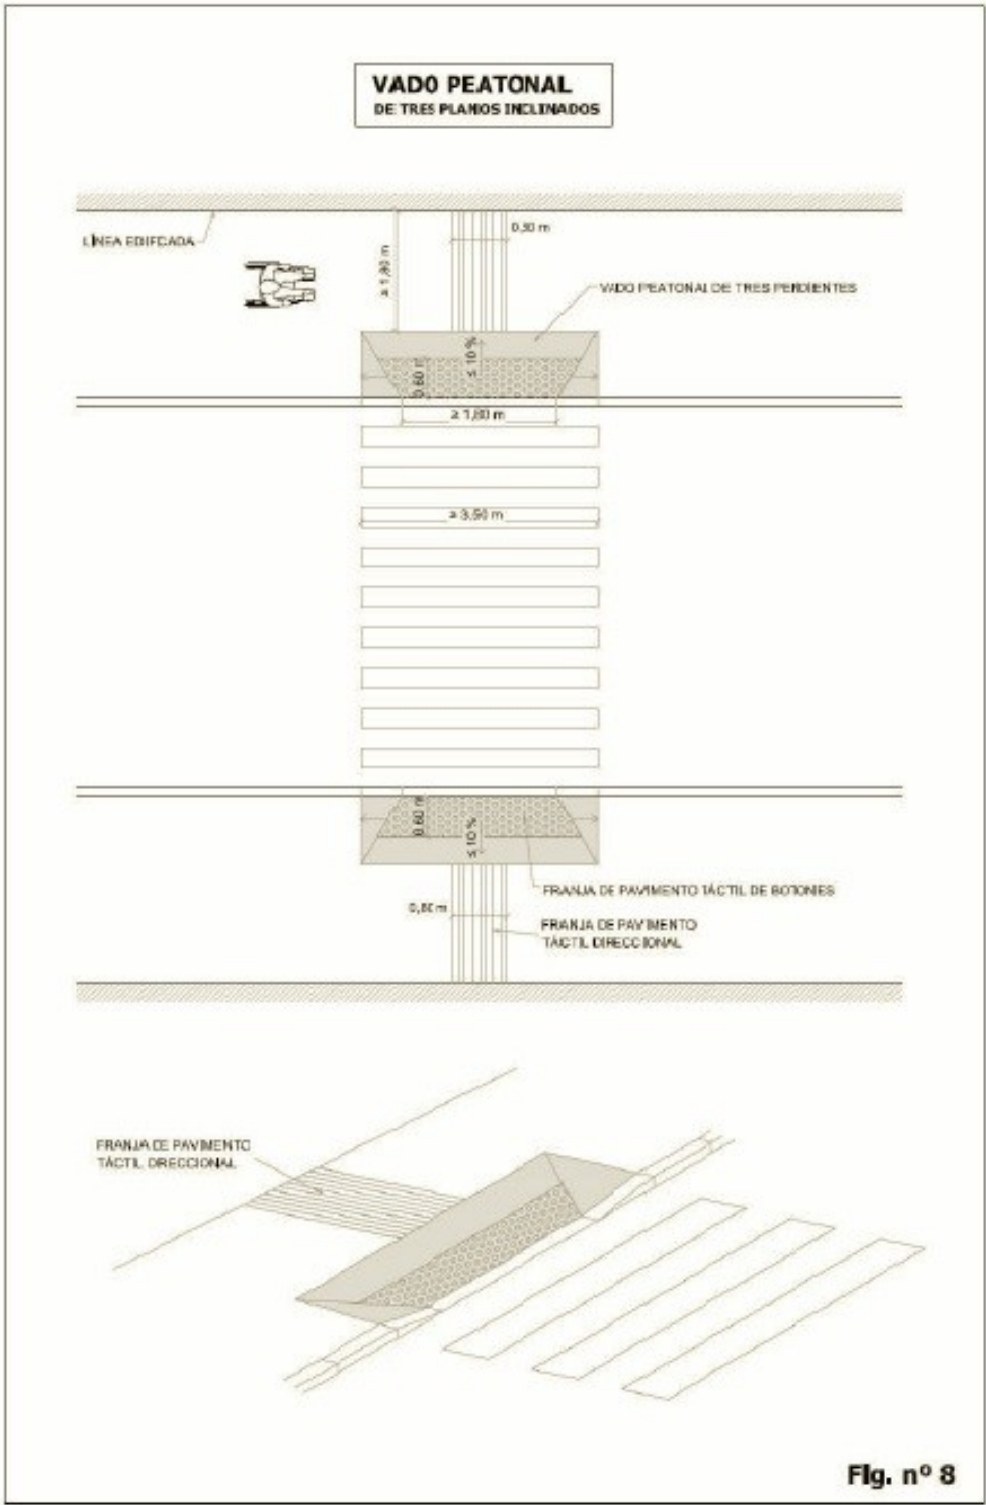 VADO PEATONAL
DE TRES PLANOS INCLINADOS
LÍNEA EDIFCADA
0,80 m
≥ 1,80 m
VADO PEATONAL DE TRES PENDIENTES
≤ 10 %
0.60 m
≥ 1,80 m
≥ 3,50 m
0.60 m
≤ 10 %
FRANJA DE PAVIMENTO TÁCTIL DE BOTONES
0,80 m
FRANJA DE PAVIMENTO
TÁCTIL DIRECCIONAL
FRANJA DE PAVIMENTO
TÁCTIL DIRECCIONAL
Fig. nº 8